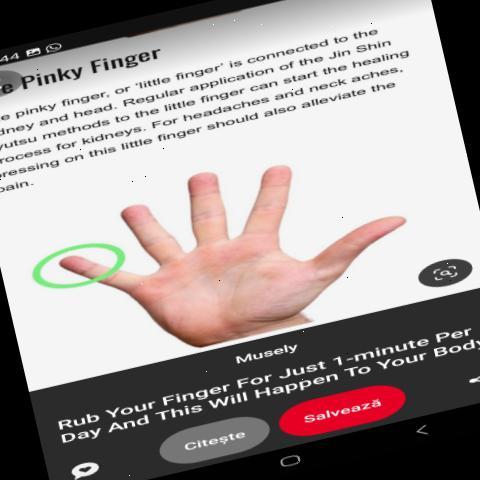 44
e Pinky Finger
e pinky finger, or 'little finger' is connected to the
dney and head. Regular application of the Jin Shin
yutsu methods to the little finger can start the healing
rocess for kidneys. For headaches and neck aches,
pressing on this little finger should also alleviate the
pain.
Musely
Rub Your Finger For Just 1-minute Per
Day And This Will Happen To Your Body
Citește
Salvează